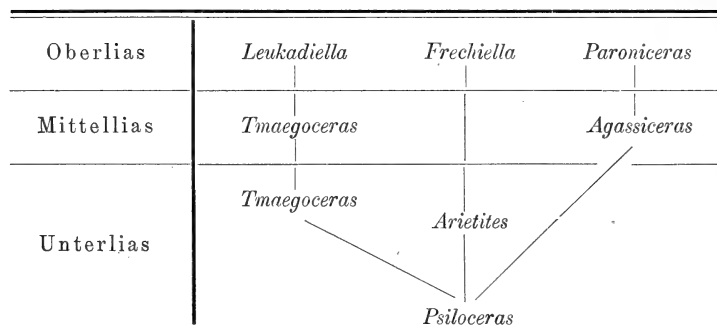 Oberlias Leukadiella Frechiella Paroniceras
Mittellias Tmaegoceras Agassiceras
Tmaegoceras
Arietites
Unterlias
Psiloceras